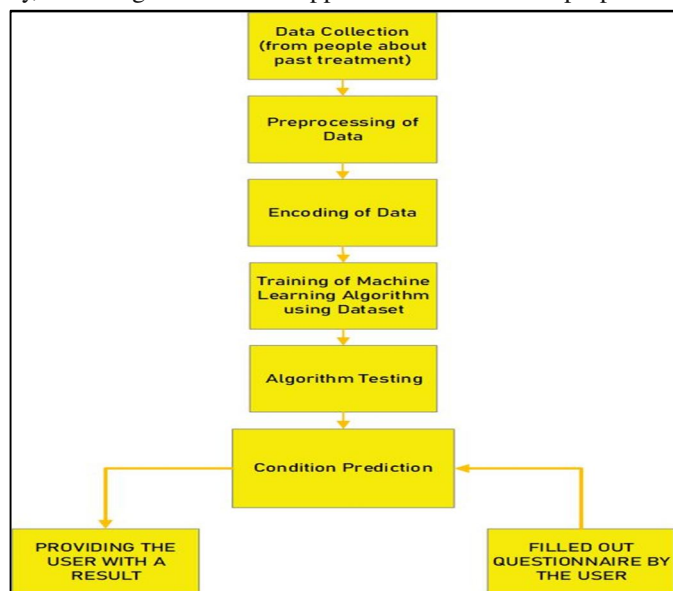 Data Collection
(from people about
past treatment)
Preprocessing of
Data
Encoding of Data
Training of Machine
Learning Algorithm
using Dataset
Algorithm Testing
Condition Prediction
PROVIDING THE
USER WITH A
RESULT
FILLED OUT
QUESTIONNAIRE BY
THE USER